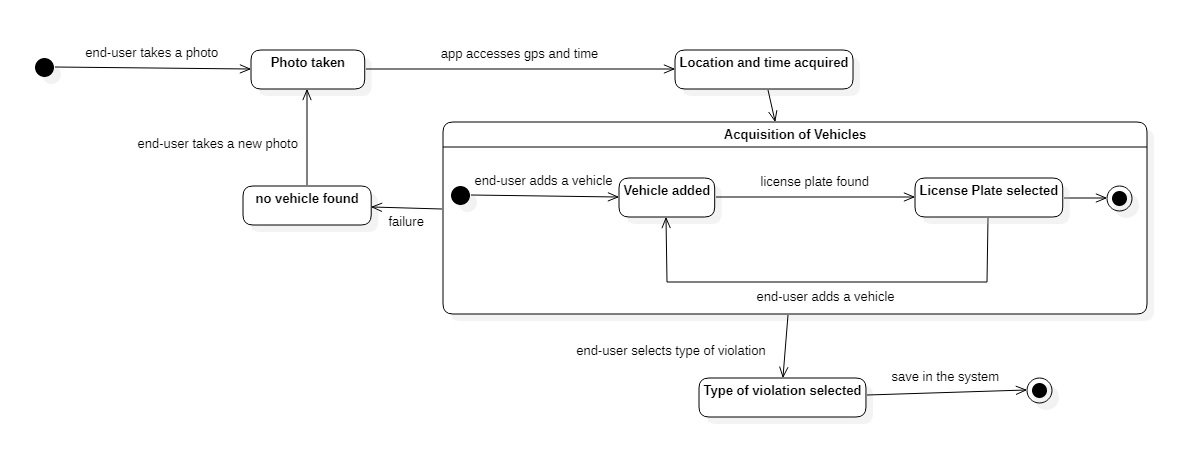 end-user takes a photo
Photo taken
app accesses gps and time
Location and time acquired
Acquisition of Vehicles
end-user takes a new photo
no vehicle found
failure
end-user adds a vehicle
Vehicle added
license plate found
License Plate selected
end-user adds a vehicle
end-user selects type of violation
Type of violation selected
save in the system